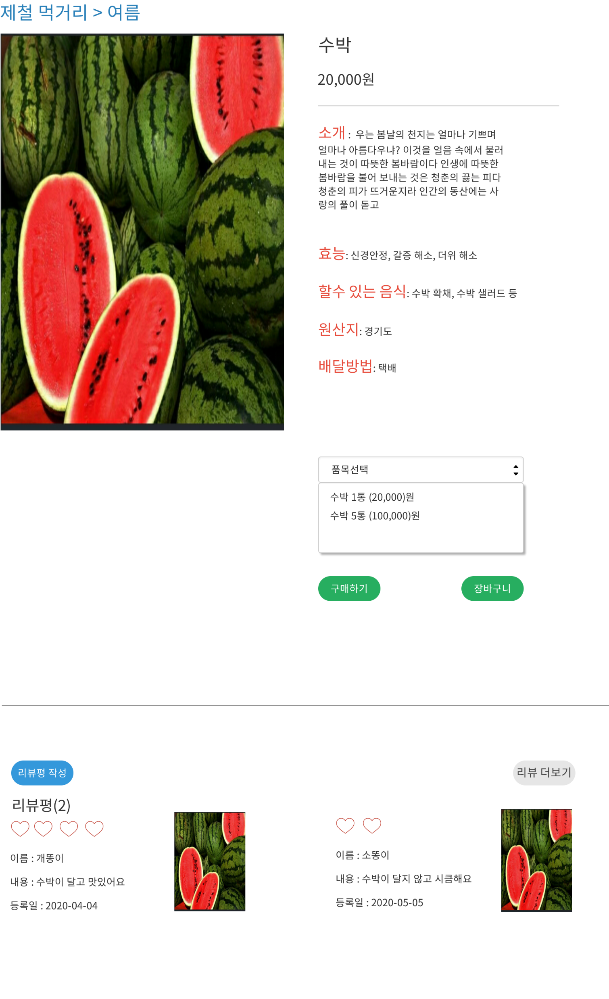 제철 먹거리 > 여름
수박
20,000원
소개 : 우는 봄날의 천지는 얼마나 기쁘며
얼마나 아름다우냐? 이것을 얼음 속에서 불러
내는 것이 따뜻한 봄바람이다 인생에 따뜻한
봄바람을 불어 보내는 것은 청춘의 끓는 피다
청춘의 피가 뜨거운지라 인간의 동산에는 사
랑의 풀이 돋고
효능: 신경안정, 갈증 해소, 더위 해소
할수 있는 음식: 수박 확채, 수박 샐러드 등
원산지: 경기도
배달방법: 택배
품목선택
수박 1통 (20,000)원
수박 5통 (100,000)원
구매하기
장바구니
리뷰평 작성
리뷰 더보기
리뷰평(2)
이름 : 개똥이
내용 : 수박이 달고 맛있어요
등록일 : 2020-04-04
이름 : 소똥이
내용 : 수박이 달지 않고 시큼해요
등록일 : 2020-05-05